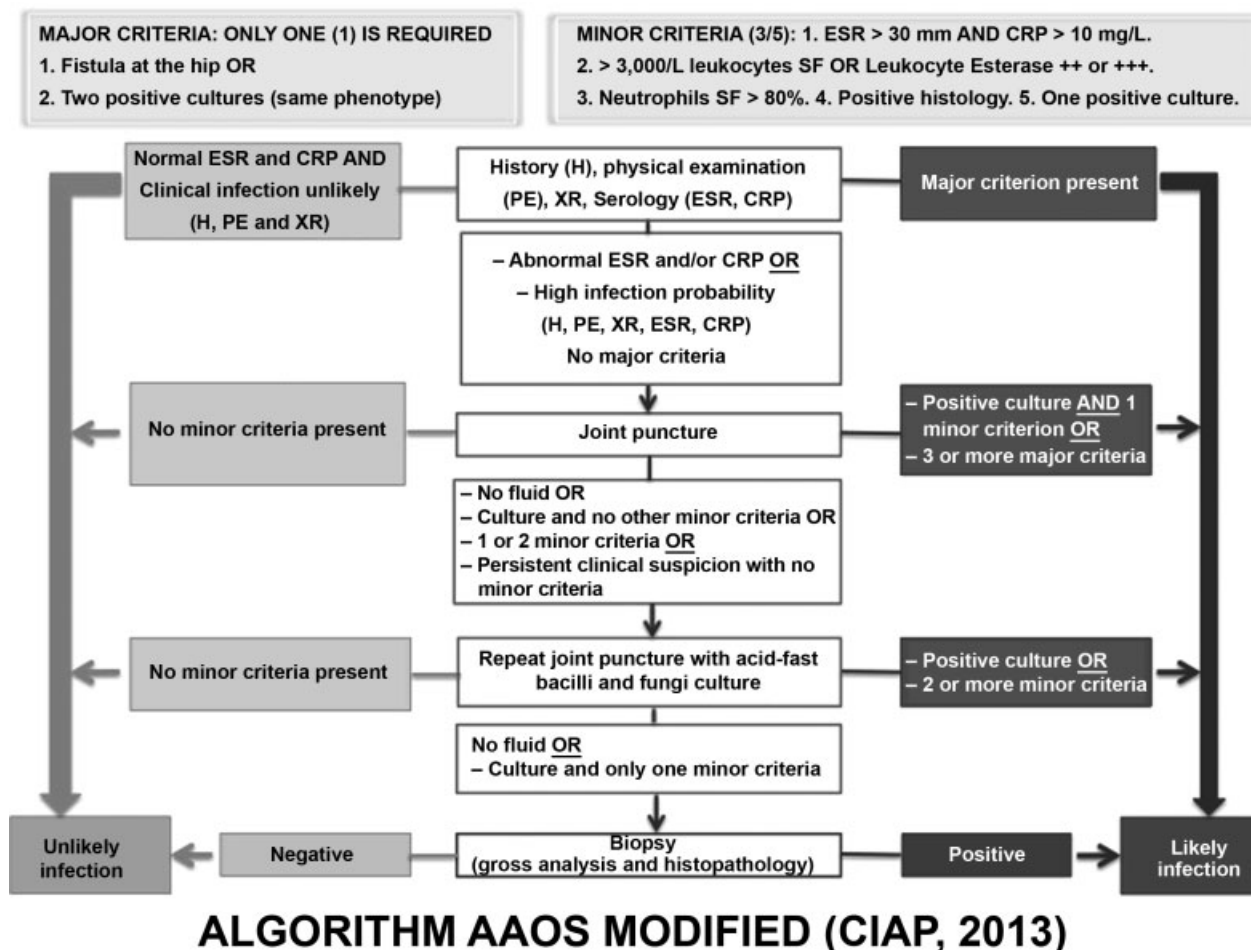 MAJOR CRITERIA: ONLY ONE (1) IS REQUIRED
1. Fistula at the hip OR
2. Two positive cultures (same phenotype)
MINOR CRITERIA (3/5): 1. ESR > 30 mm AND CRP > 10 mg/L.
2. > 3,000/L leukocytes SF OR Leukocyte Esterase ++ or +++.
3. Neutrophils SF > 80%. 4. Positive histology. 5. One positive culture.
Normal ESR and CRP AND
Clinical infection unlikely
(H, PE and XR)
History (H), physical examination
(PE), XR, Serology (ESR, CRP)
Major criterion present
– Abnormal ESR and/or CRP OR
– High infection probability
(H, PE, XR, ESR, CRP)
No major criteria
No minor criteria present
Joint puncture
– Positive culture AND 1
minor criterion OR
– 3 or more major criteria
– No fluid OR
– Culture and no other minor criteria OR
– 1 or 2 minor criteria OR
– Persistent clinical suspicion with no
minor criteria
No minor criteria present
Repeat joint puncture with acid-fast
bacilli and fungi culture
– Positive culture OR
– 2 or more minor criteria
No fluid OR
– Culture and only one minor criteria
Unlikely
infection
Negative
Biopsy
(gross analysis and histopathology)
Positive
Likely
infection
ALGORITHM AAOS MODIFIED (CIAP, 2013)